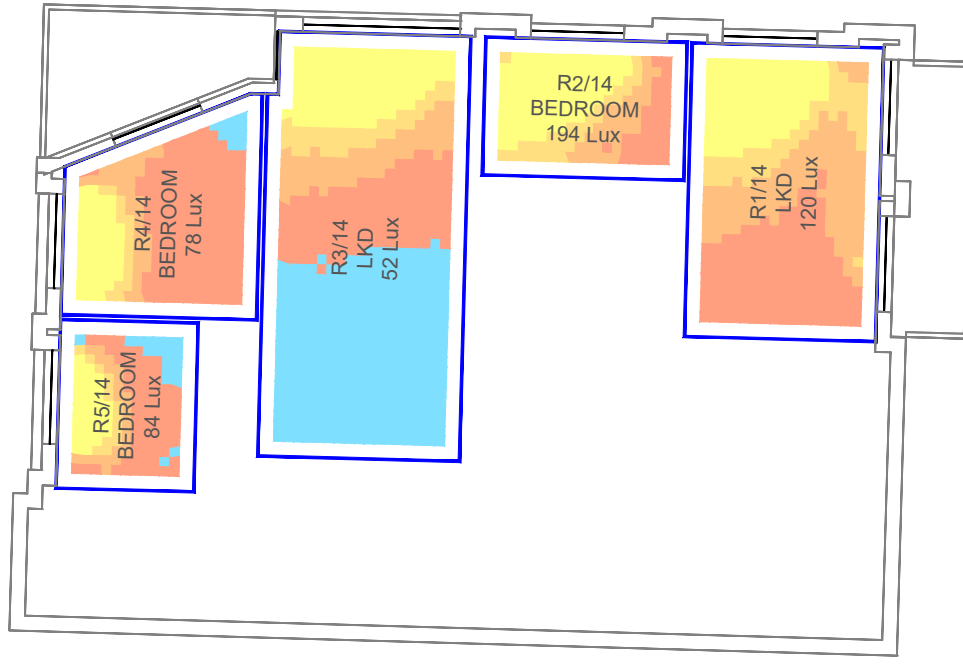 R2/14
BEDROOM
194 Lux
R1/14
LKD
120 Lux
R4/14
BEDROOM
78 Lux
R3/14
LKD
52 Lux
R5/14
BEDROOM
84 Lux